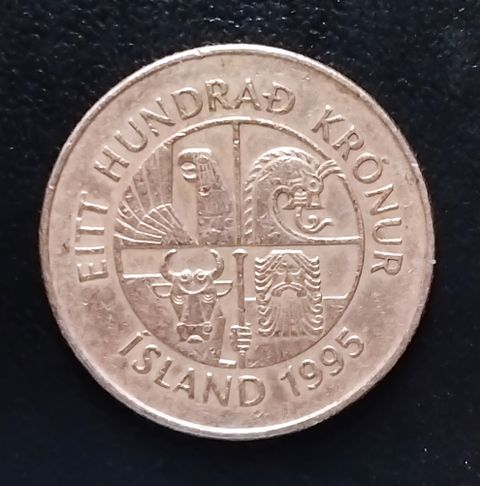 EITT HUNDRAÐ KRÓNUR
ÍSLAND 1995